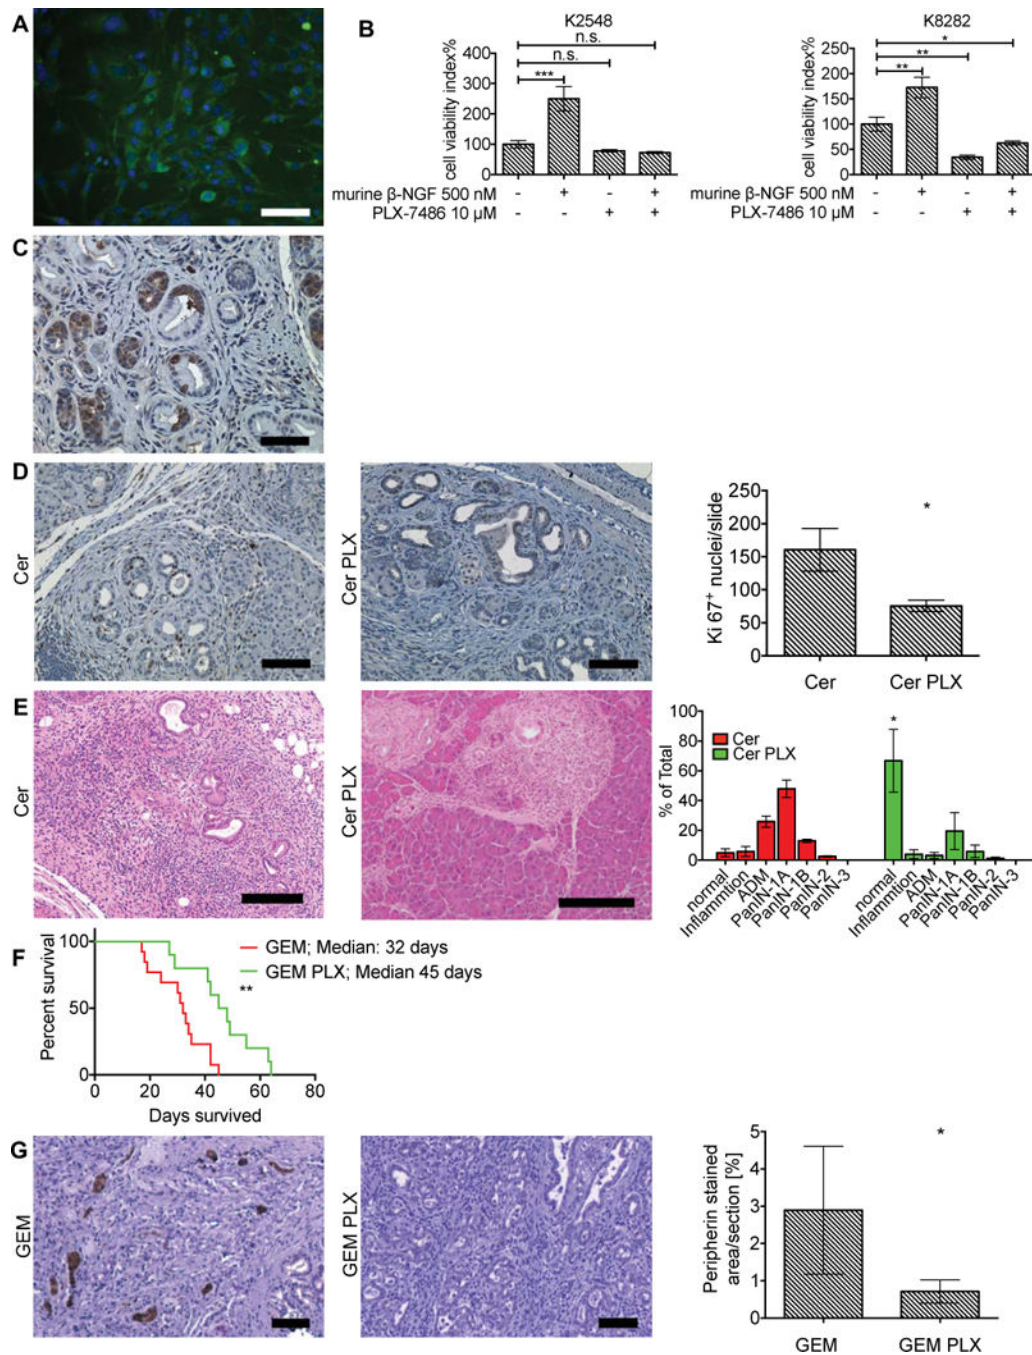 A
B
K2548
n.s.
n.s.
***
cell viability index%
400
300
200
100
0
murine β-NGF 500 nM - + - +
PLX-7486 10 µM - - + +
K8282
*
**
**
cell viability index%
250
200
150
100
50
0
murine β-NGF 500 nM - + - +
PLX-7486 10 µM - - + +
C
D
Cer
Cer PLX
Ki 67+ nuclei/slide
250
200
150
100
50
0
*
Cer
Cer PLX
E
Cer
Cer PLX
% of Total
100
80
60
40
20
0
Cer
Cer PLX
*
normal
Inflammtion
ADM
PanIN-1A
PanIN-1B
PanIN-2
PanIN-3
normal
Inflammtion
ADM
PanIN-1A
PanIN-1B
PanIN-2
PanIN-3
F
Percent survival
100
50
0
GEM; Median: 32 days
GEM PLX; Median 45 days
**
0 20 40 60 80
Days survived
G
GEM
GEM PLX
Peripherin stained
area/section [%]
5
4
3
2
1
0
*
GEM
GEM PLX